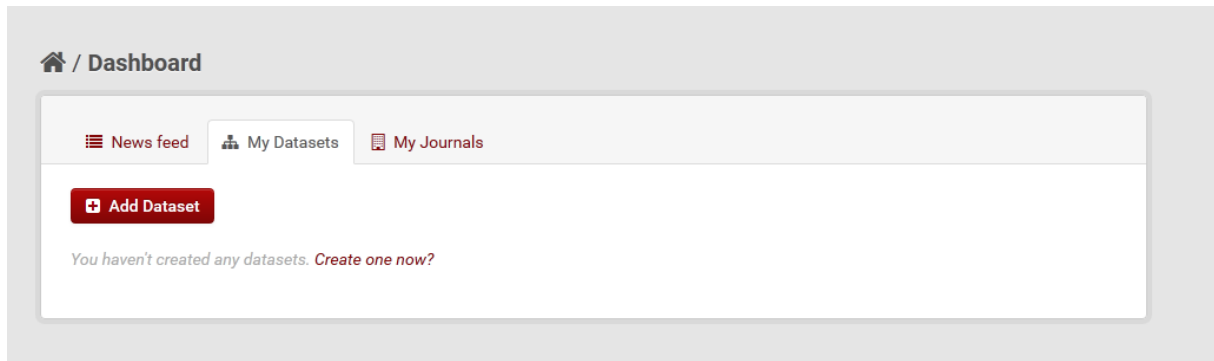 / Dashboard
News feed My Datasets My Journals
Add Dataset
You haven't created any datasets. Create one now?